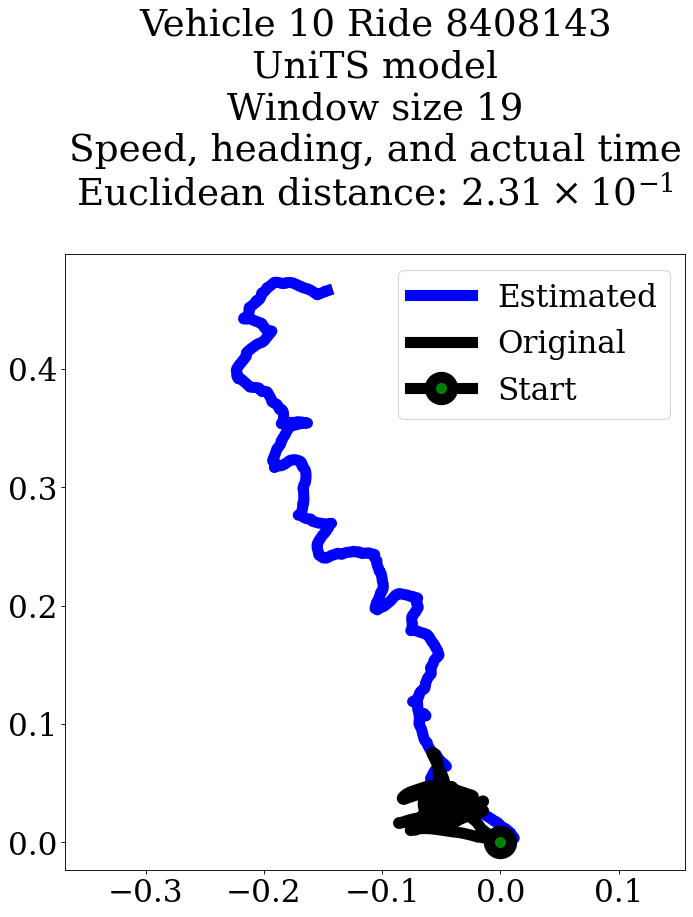 Vehicle 10 Ride 8408143
UniTS model
Window size 19
Speed, heading, and actual time
Euclidean distance: 2.31 × 10⁻¹
Estimated
Original
Start
0.4
0.3
0.2
0.1
0.0
−0.3 −0.2 −0.1 0.0 0.1